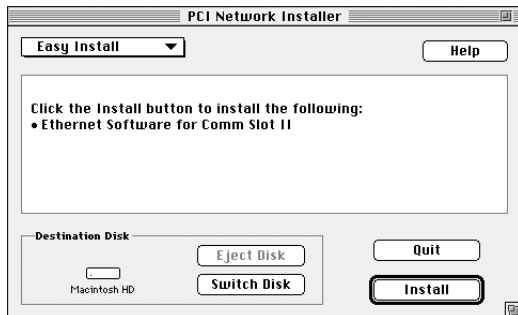 PCI Network Installer
Easy Install
Help
Click the Install button to install the following:
• Ethernet Software for Comm Slot II
Destination Disk
Eject Disk
Quit
Macintosh HD
Switch Disk
Install